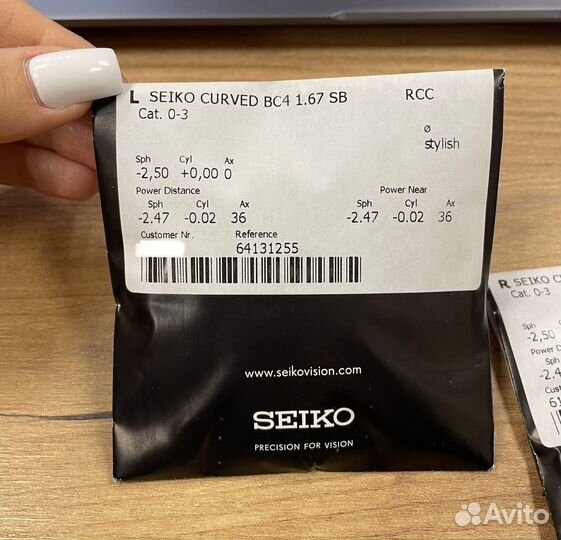 L SEIKO CURVED BC4 1.67 SB RCC
Cat. 0-3
ø
stylish
Sph Cyl Ax
-2,50 +0,00 0
Power Distance Power Near
Sph Cyl Ax Sph Cyl Ax
-2.47 -0.02 36 -2.47 -0.02 36
Customer Nr. Reference
64131255
www.seikovision.com
SEIKO
PRECISION FOR VISION
R SEIKO
Cat. 0-3
Sph
-2,50
Power
Sph
Avito